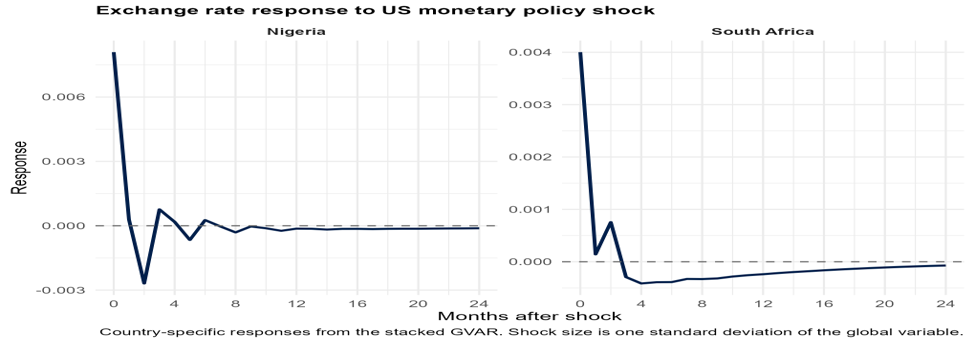 Exchange rate response to US monetary policy shock
Nigeria
South Africa
Response
0.006
0.003
0.000
-0.003
0 4 8 12 16 20 24
0.004
0.003
0.002
0.001
0.000
0 4 8 12 16 20 24
Months after shock
Country-specific responses from the stacked GVAR. Shock size is one standard deviation of the global variable.